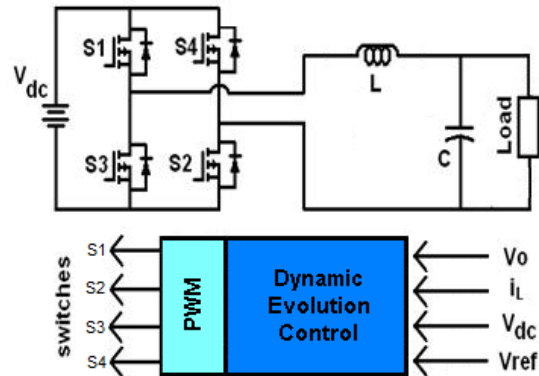 S1
S4
Vdc
L
S3
S2
C
Load
switches
S1
S2
S3
S4
PWM
Dynamic
Evolution
Control
Vo
iL
Vdc
Vref